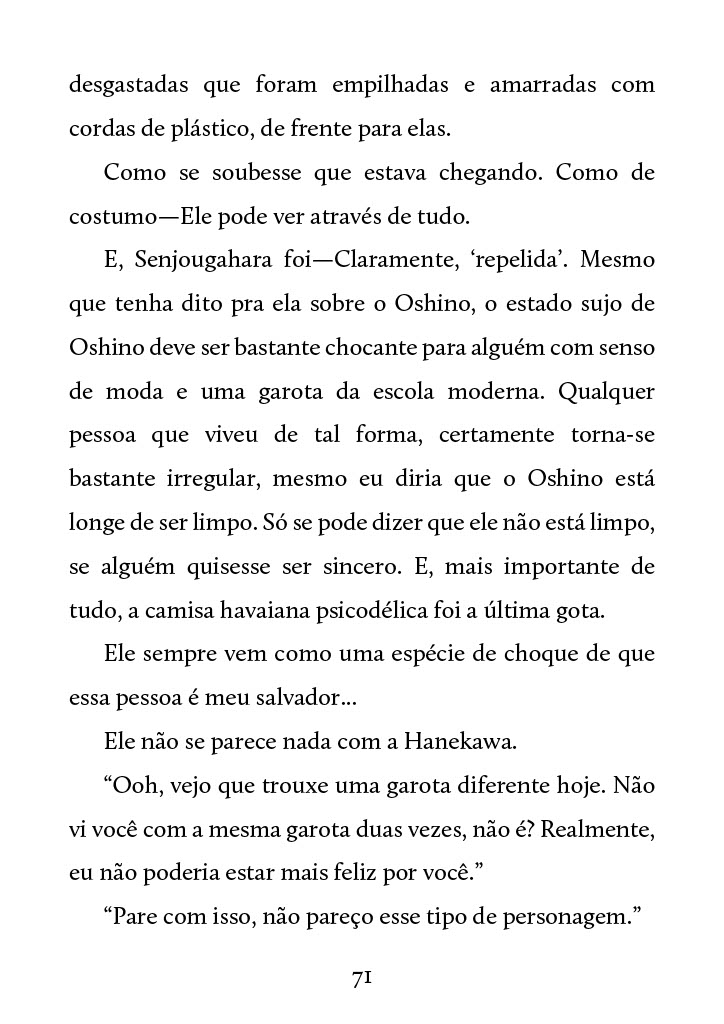 desgastadas que foram empilhadas e amarradas com
cordas de plástico, de frente para elas.
Como se soubesse que estava chegando. Como de
costumo—Ele pode ver através de tudo.
E, Senjougahara foi—Claramente, ‘repelida’. Mesmo
que tenha dito pra ela sobre o Oshino, o estado sujo de
Oshino deve ser bastante chocante para alguém com senso
de moda e uma garota da escola moderna. Qualquer
pessoa que viveu de tal forma, certamente torna-se
bastante irregular, mesmo eu diria que o Oshino está
longe de ser limpo. Só se pode dizer que ele não está limpo,
se alguém quisesse ser sincero. E, mais importante de
tudo, a camisa havaiana psicodélica foi a última gota.
Ele sempre vem como uma espécie de choque de que
essa pessoa é meu salvador...
Ele não se parece nada com a Hanekawa.
“Ooh, vejo que trouxe uma garota diferente hoje. Não
vi você com a mesma garota duas vezes, não é? Realmente,
eu não poderia estar mais feliz por você.”
“Pare com isso, não pareço esse tipo de personagem.”
71